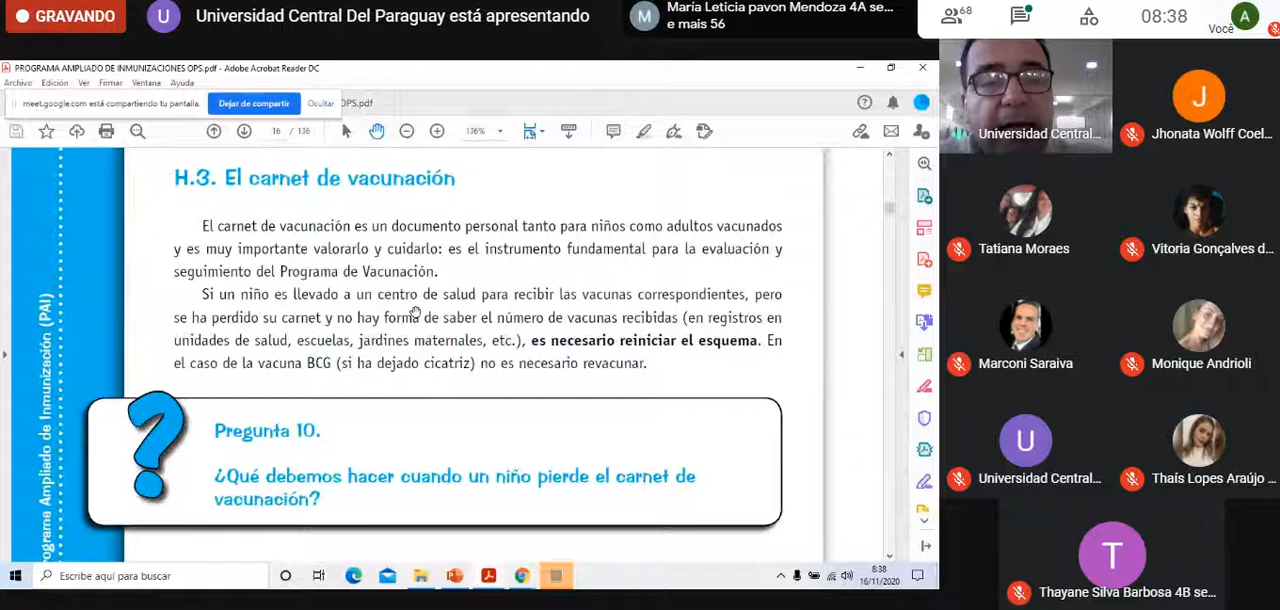 GRAVANDO
U
Universidad Central Del Paraguay está apresentando
M
María Leticia pavon Mendoza 4A se...
e mais 56
68
08:38
Você
A
PROGRAMA AMPLIADO DE INMUNIZACIONES OPS.pdf - Adobe Acrobat Reader DC
Archivo Edición Ver Firmar Ventana Ayuda
meet.google.com está compartiendo tu pantalla.
Dejar de compartir
Ocultar
OPS.pdf
16 / 136
136%
H.3. El carnet de vacunación
El carnet de vacunación es un documento personal tanto para niños como adultos vacunados
y es muy importante valorarlo y cuidarlo: es el instrumento fundamental para la evaluación y
seguimiento del Programa de Vacunación.
Si un niño es llevado a un centro de salud para recibir las vacunas correspondientes, pero
se ha perdido su carnet y no hay forma de saber el número de vacunas recibidas (en registros en
unidades de salud, escuelas, jardines maternales, etc.), es necesario reiniciar el esquema. En
el caso de la vacuna BCG (si ha dejado cicatriz) no es necesario revacunar.
?
Pregunta 10.
¿Qué debemos hacer cuando un niño pierde el carnet de
vacunación?
ograma Ampliado de Inmunización (PAI)
Escribe aquí para buscar
8:38
16/11/2020
Universidad Central...
J
Jhonata Wolff Coel...
Tatiana Moraes
Vitoria Gonçalves d...
Marconi Saraiva
Monique Andrioli
U
Universidad Central...
Thaís Lopes Araújo ...
T
Thayane Silva Barbosa 4B se...